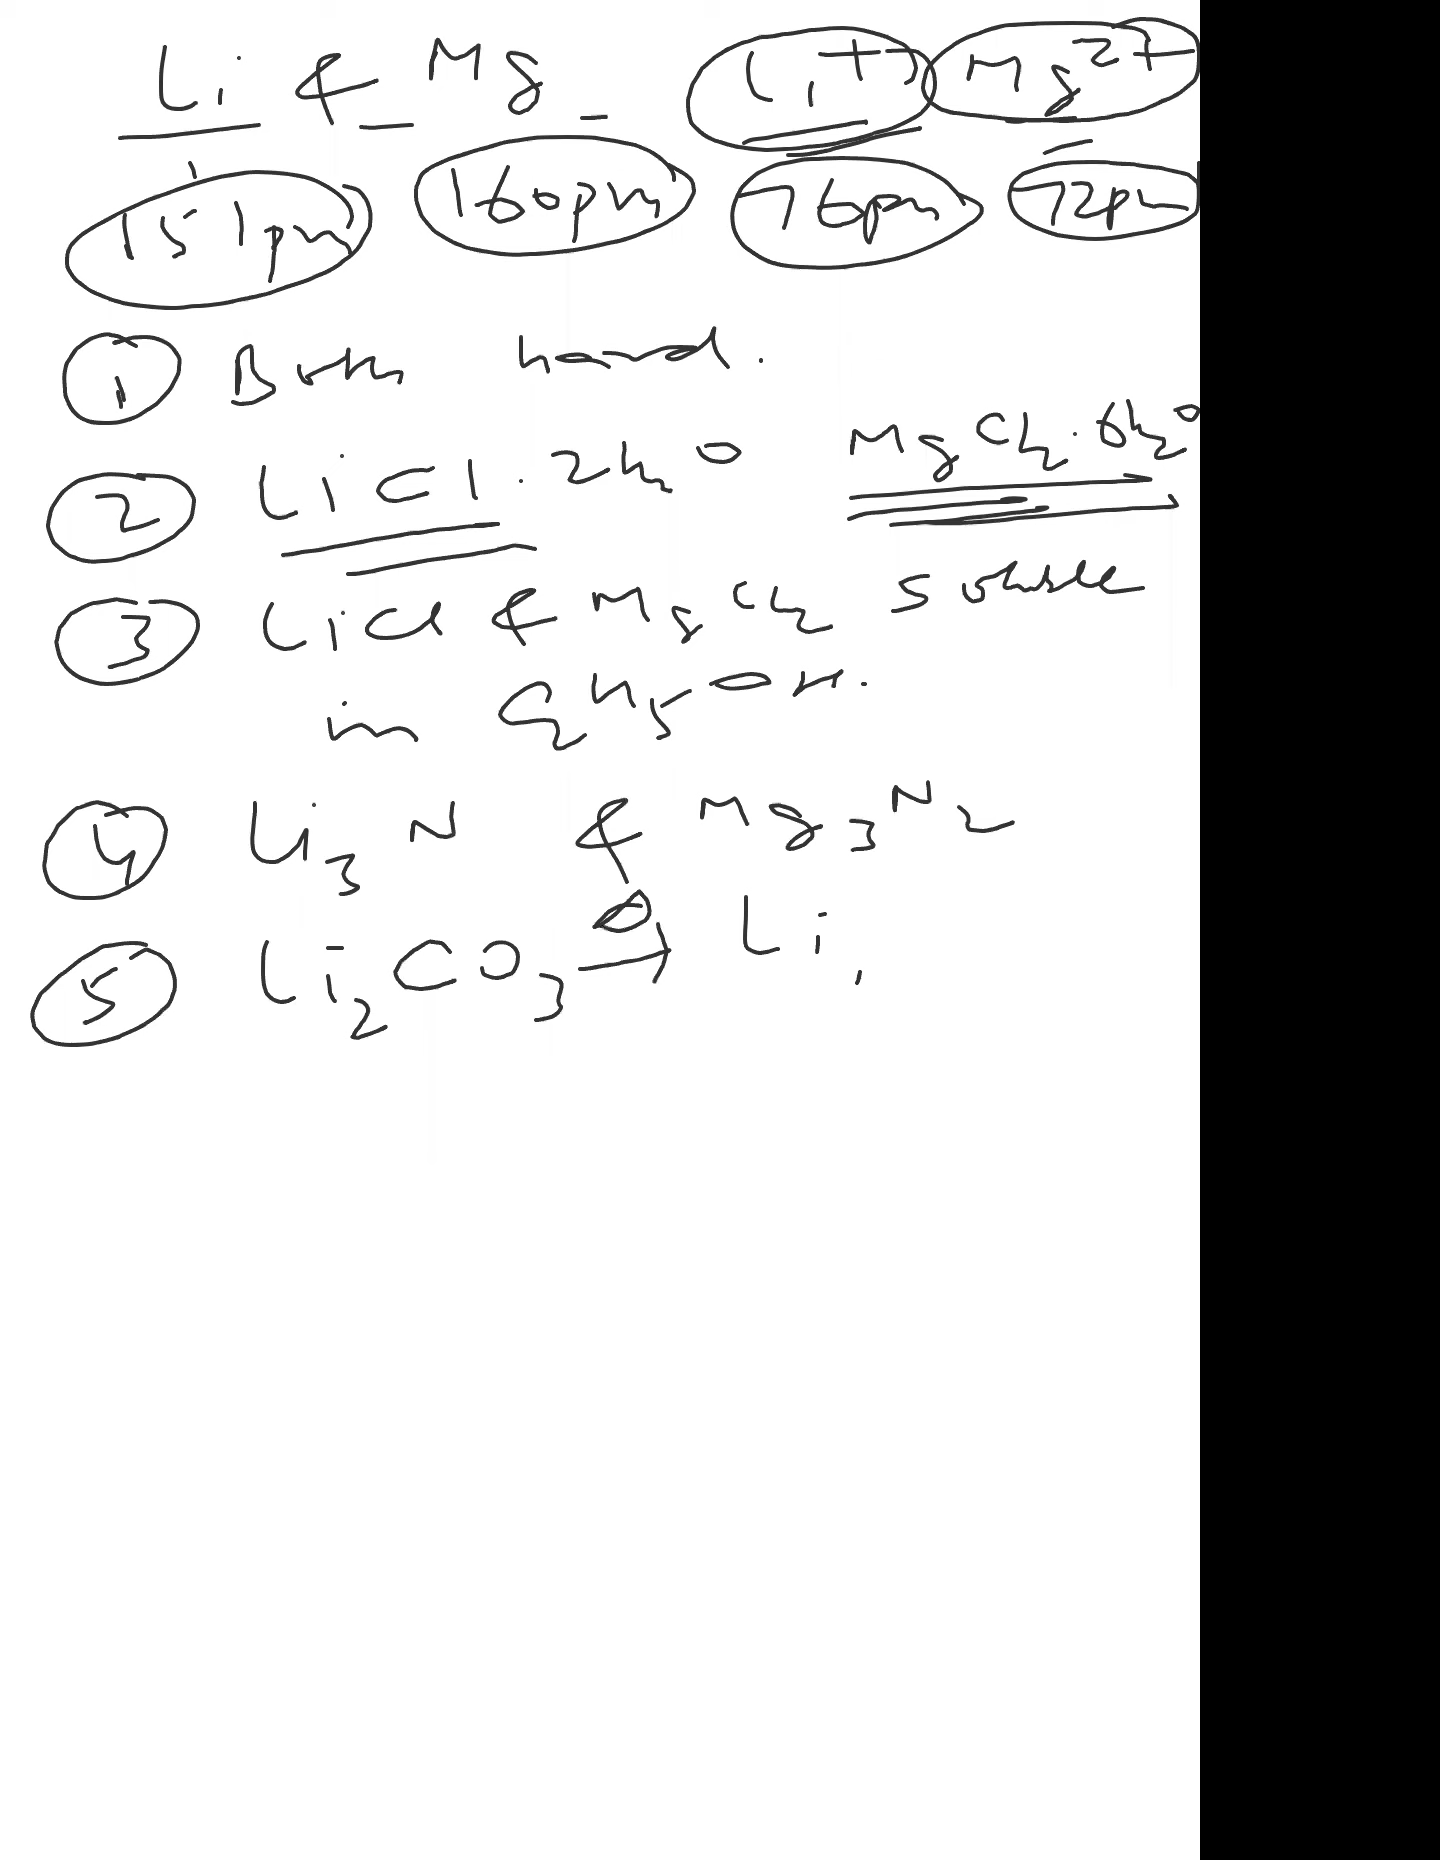 Li & Mg Li+ Mg2+
151pm 160pm 76pm 72pm
1 Both hard.
2 LiCl.2H2O MgCl2.6H2O
3 LiCl & MgCl2 soluble
in C2H5OH.
4 Li3N & Mg3N2
5 Li2CO3 Δ→ Li